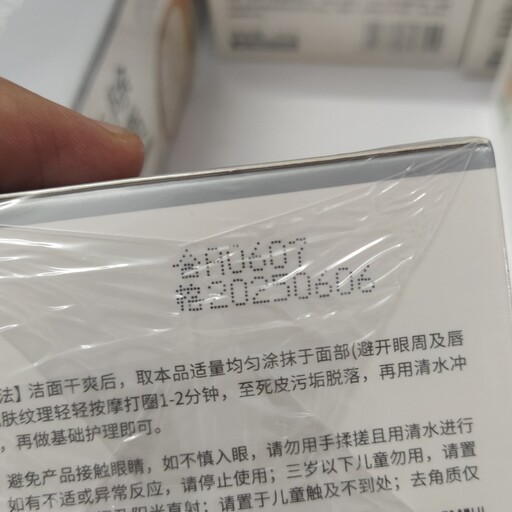 合H0607
格20230606
法】洁面干爽后，取本品适量均匀涂抹于面部(避开眼周及唇
肤纹理轻轻按摩打圈1-2分钟，至死皮污垢脱落，再用清水冲
，再做基础护理即可。
避免产品接触眼睛，如不慎入眼，请勿用手揉搓且用清水进行
如有不适或异常反应，请停止使用；三岁以下儿童勿用，请置
阳光直射；请置于儿童触及不到处；去角质仅